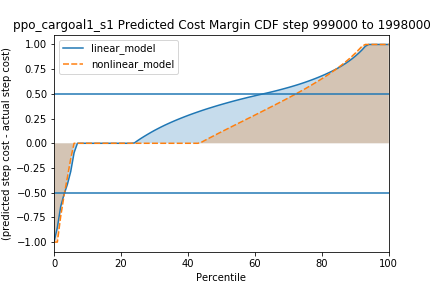 ppo_cargoal1_s1 Predicted Cost Margin CDF step 999000 to 1998000
linear_model
nonlinear_model
(predicted step cost - actual step cost)
1.00
0.75
0.50
0.25
0.00
−0.25
−0.50
−0.75
−1.00
0 20 40 60 80 100
Percentile